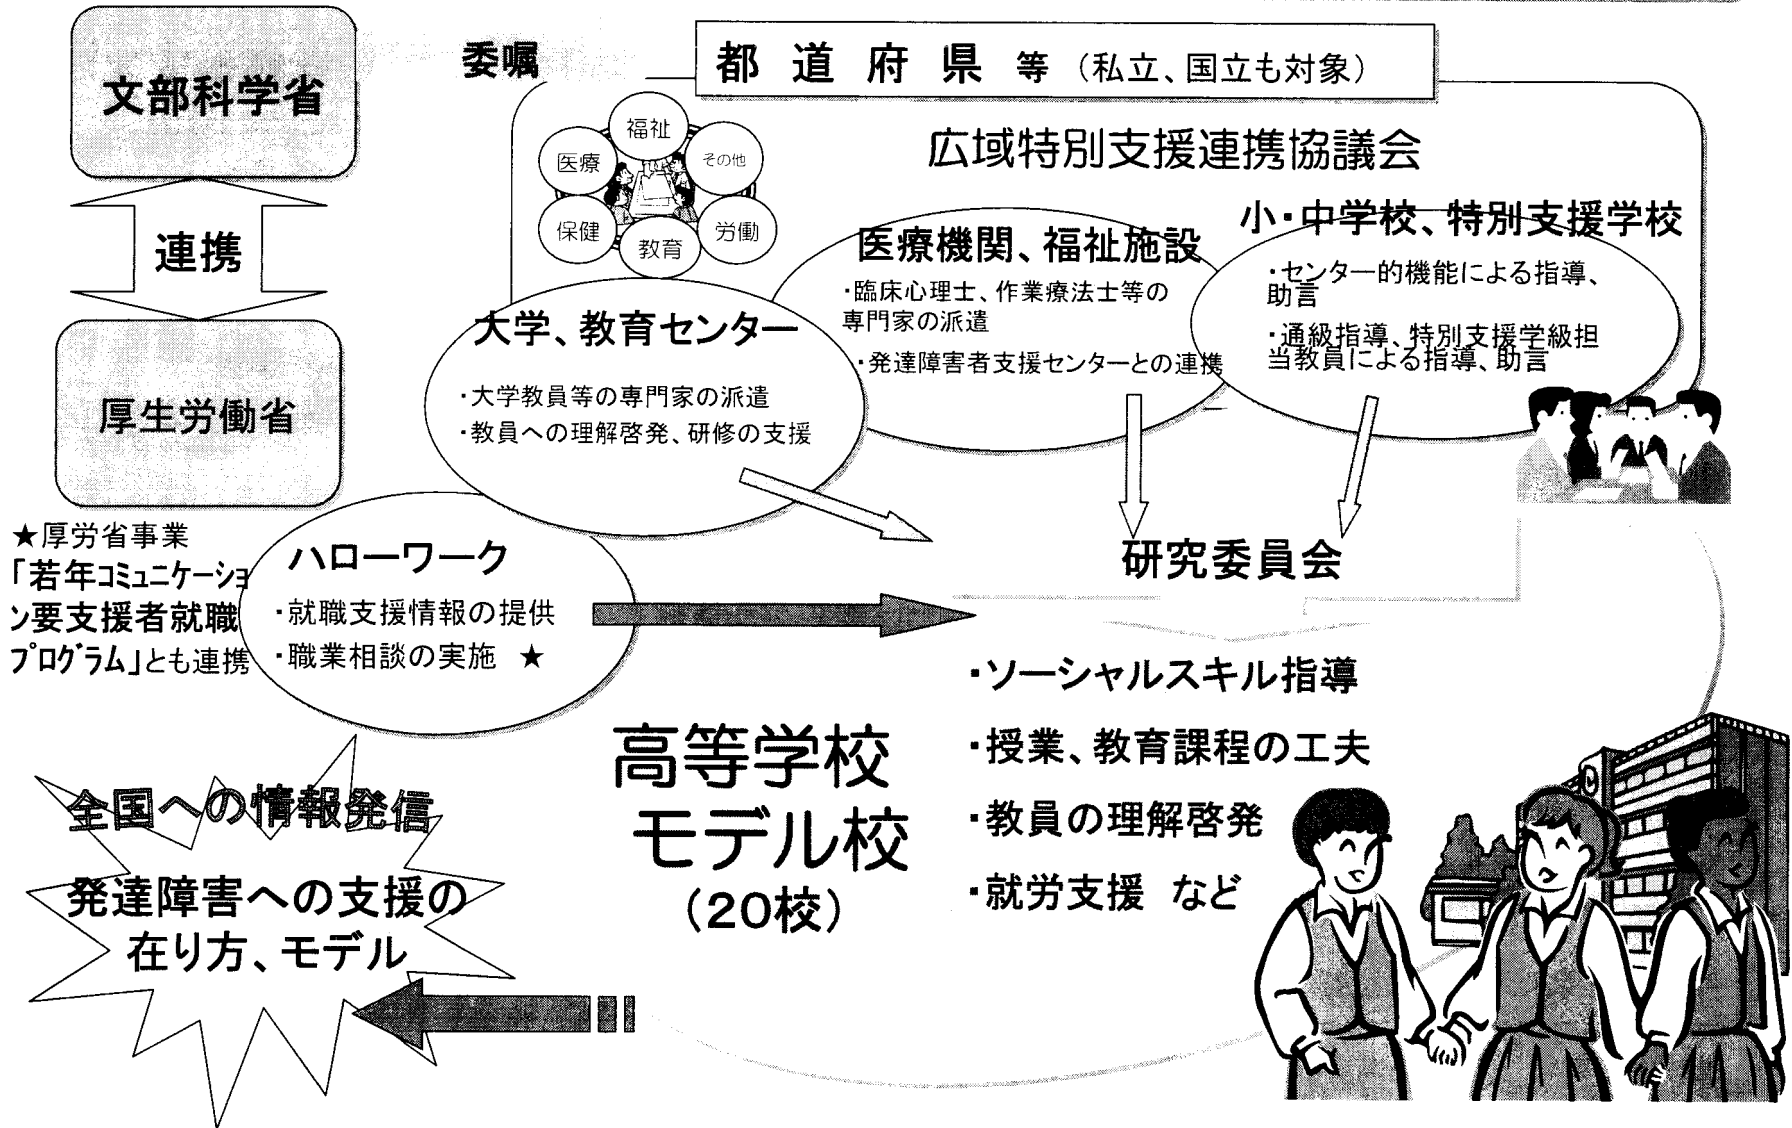 文部科学省
連携
厚生労働省
★厚労省事業
「若年コミュニケーショ
ン要支援者就職
プログラム」とも連携
委嘱
都道府県等(私立、国立も対象)
広域特別支援連携協議会
福祉
医療
その他
保健
教育
労働
小・中学校、特別支援学校
・センター的機能による指導、
助言
・通級指導、特別支援学級担
当教員による指導、助言
医療機関、福祉施設
・臨床心理士、作業療法士等の
専門家の派遣
・発達障害者支援センターとの連携
大学、教育センター
・大学教員等の専門家の派遣
・教員への理解啓発、研修の支援
ハローワーク
・就職支援情報の提供
・職業相談の実施 ★
研究委員会
・ソーシャルスキル指導
・授業、教育課程の工夫
・教員の理解啓発
・就労支援 など
高等学校
モデル校
(20校)
全国への情報発信
発達障害への支援の
在り方、モデル